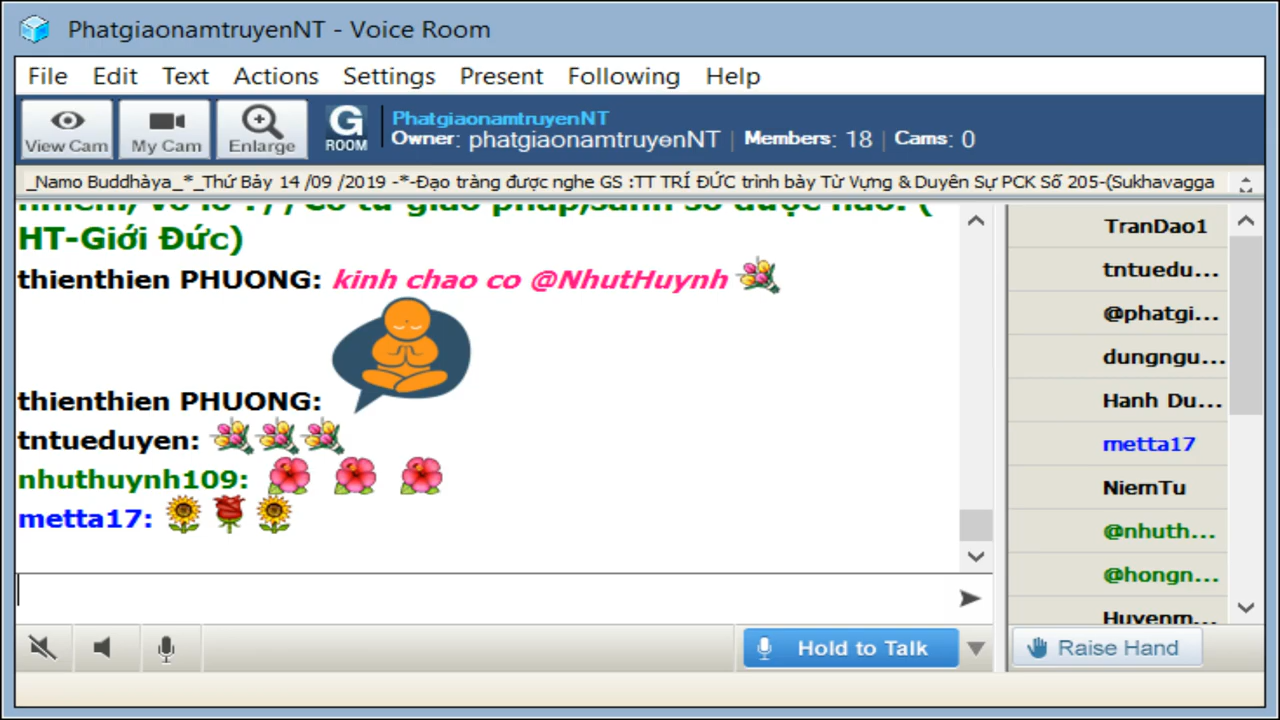 PhatgiaonamtruyenNT - Voice Room
File Edit Text Actions Settings Present Following Help
View Cam My Cam Enlarge G ROOM
PhatgiaonamtruyenNT
Owner: phatgiaonamtruyenNT | Members: 18 | Cams: 0
_Namo Buddhàya_*_Thứ Bảy 14 /09 /2019 -*-Đạo tràng được nghe GS :TT TRÍ ĐỨC trình bày Từ Vựng & Duyên Sự PCK Số 205-(Sukhavagga
HT-Giới Đức)
thienthien PHUONG: kinh chao co @NhutHuynh
thienthien PHUONG:
tntueduyen:
nhuthuynh109:
metta17:
TranDao1
tntuedu...
@phatgi...
dungngu...
Hanh Du...
metta17
NiemTu
@nhuth...
@hongn...
Huyenm...
Hold to Talk
Raise Hand